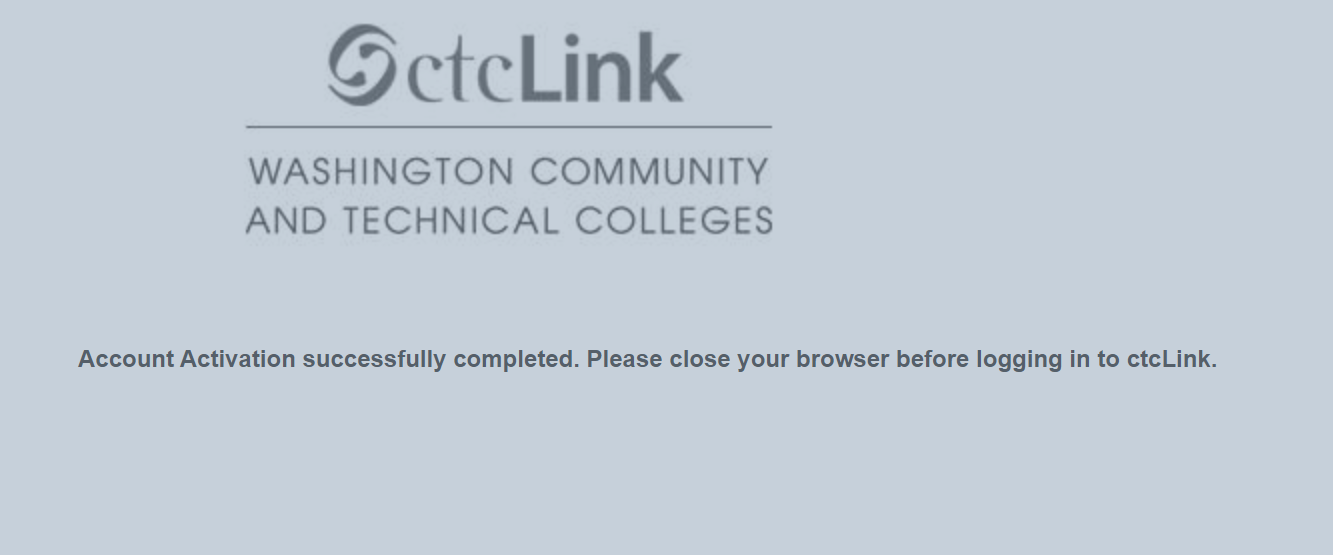 ctcLink
WASHINGTON COMMUNITY
AND TECHNICAL COLLEGES
Account Activation successfully completed. Please close your browser before logging in to ctcLink.